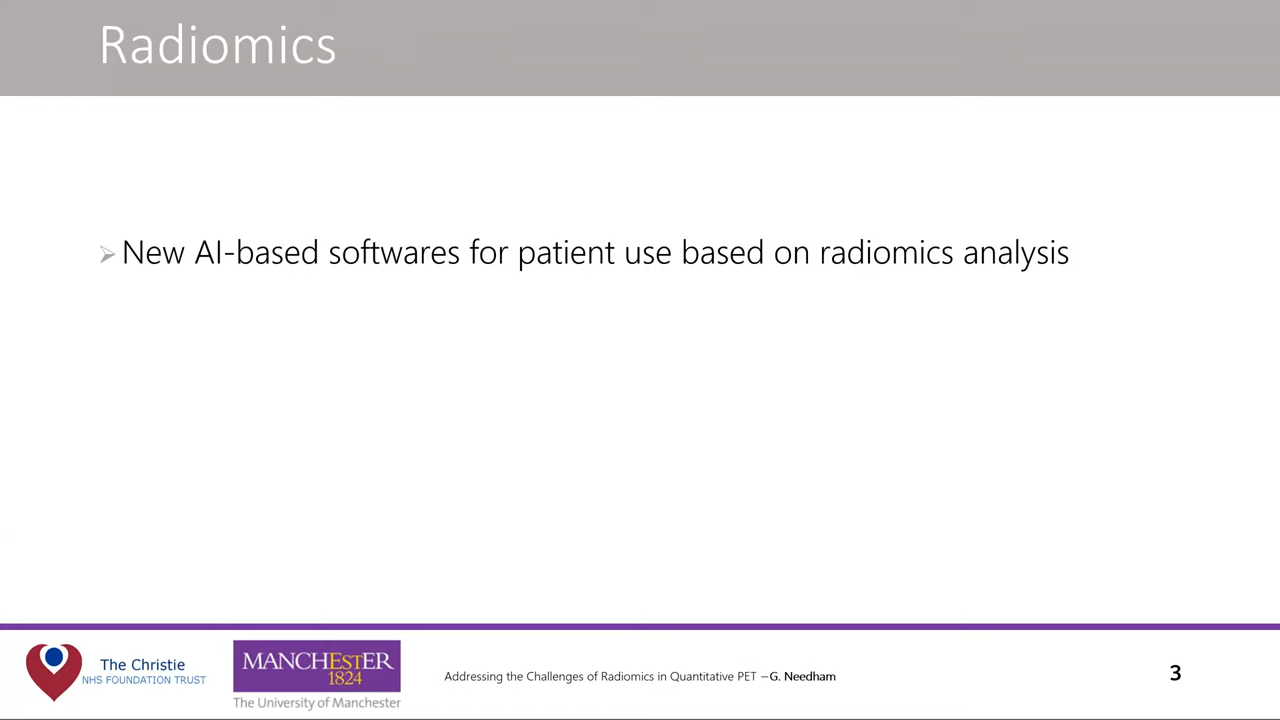 Radiomics
New AI-based softwares for patient use based on radiomics analysis
The Christie
NHS FOUNDATION TRUST
MANCHESTER
1824
The University of Manchester
Addressing the Challenges of Radiomics in Quantitative PET – G. Needham
3